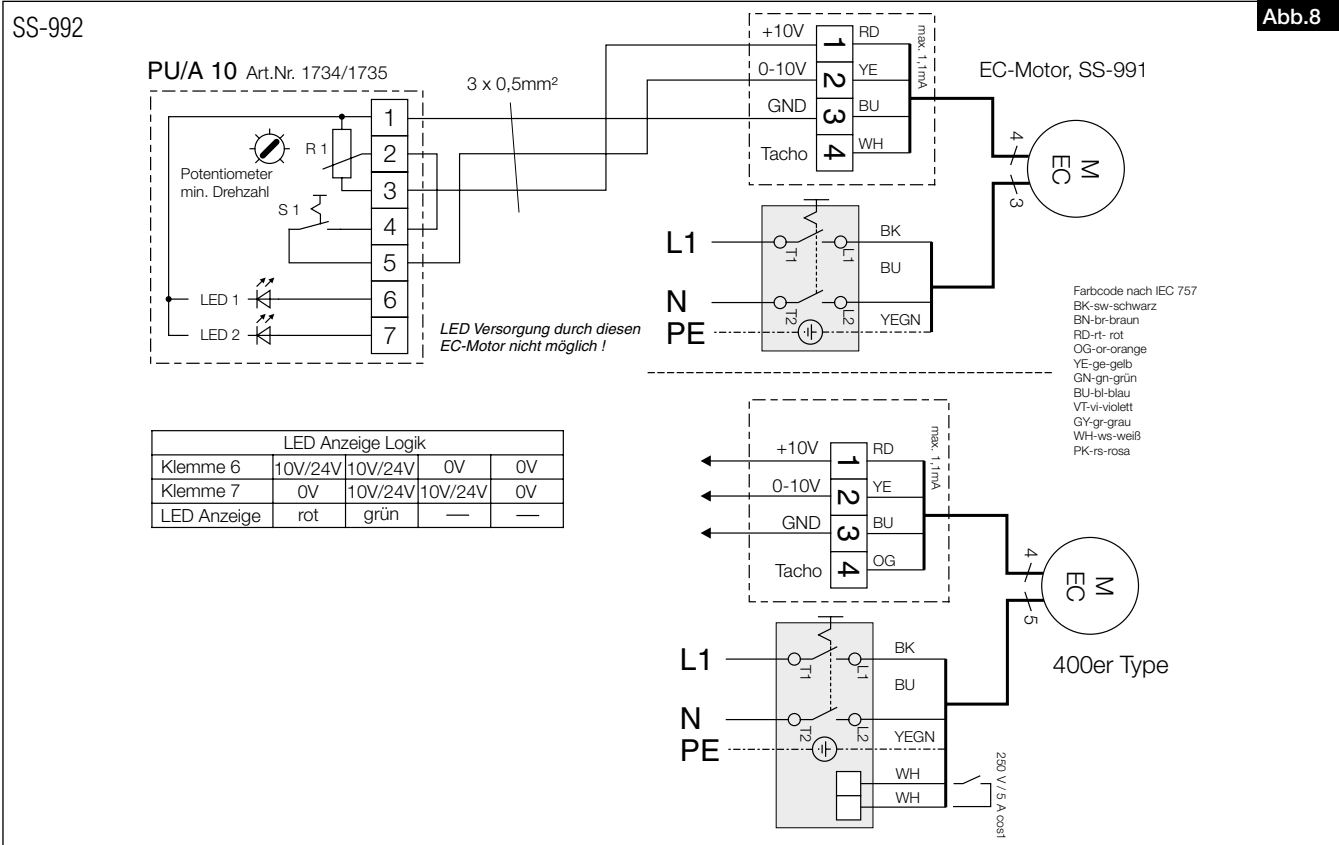 SS-992
Abb.8
PU/A 10 Art.Nr. 1734/1735
3 x 0,5mm²
1
2
3
4
5
6
7
R 1
Potentiometer
min. Drehzahl
S 1
LED 1
LED 2
LED Versorgung durch diesen
EC-Motor nicht möglich !
+10V
0-10V
GND
Tacho
1
2
3
4
RD
YE
BU
WH
max. 1,1mA
EC-Motor, SS-991
4
3
M
EC
L1
N
PE
T1
L1
T2
L2
BK
BU
YEGN
Farbcode nach IEC 757
BK-sw-schwarz
BN-br-braun
RD-rt- rot
OG-or-orange
YE-ge-gelb
GN-gn-grün
BU-bl-blau
VT-vi-violett
GY-gr-grau
WH-ws-weiß
PK-rs-rosa
LED Anzeige Logik
Klemme 6 10V/24V 10V/24V 0V 0V
Klemme 7 0V 10V/24V 10V/24V 0V
LED Anzeige rot grün — —
+10V
0-10V
GND
Tacho
1
2
3
4
RD
YE
BU
OG
max. 1,1mA
4
5
M
EC
400er Type
L1
N
PE
T1
L1
T2
L2
BK
BU
YEGN
WH
WH
250 V / 5 A cos1